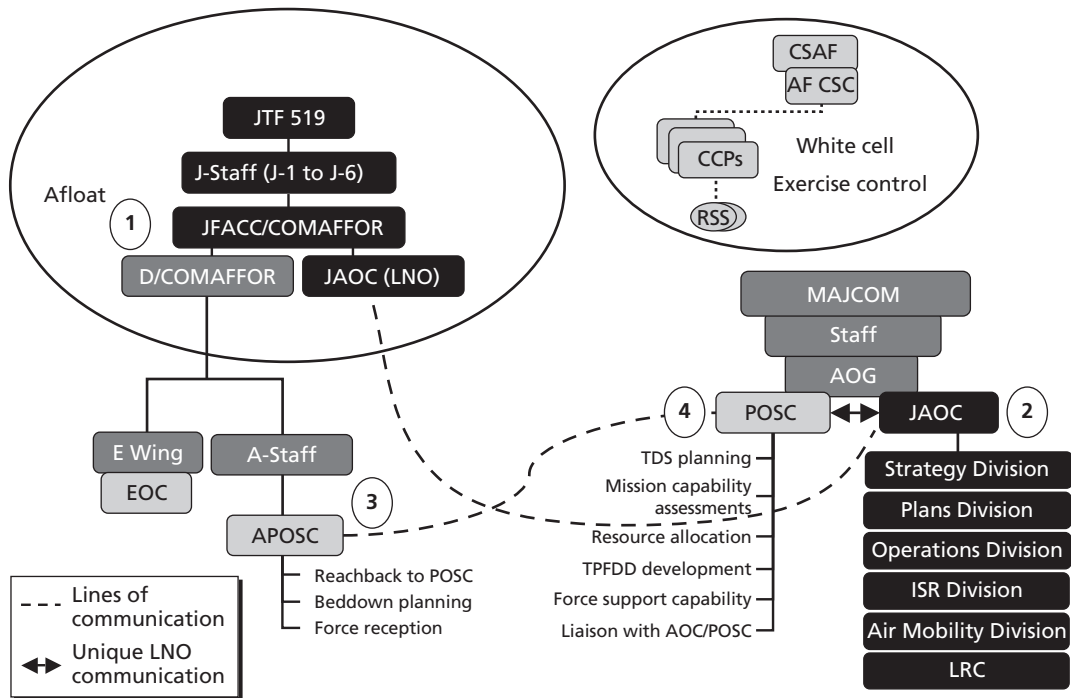 JTF 519
J-Staff (J-1 to J-6)
Afloat
1
JFACC/COMAFFOR
D/COMAFFOR
JAOC (LNO)
CSAF
AF CSC
CCPs
White cell
Exercise control
RSS
MAJCOM
Staff
AOG
4
POSC
JAOC
2
E Wing
EOC
A-Staff
3
APOSC
Reachback to POSC
Beddown planning
Force reception
TDS planning
Mission capability
assessments
Resource allocation
TPFDD development
Force support capability
Liaison with AOC/POSC
Strategy Division
Plans Division
Operations Division
ISR Division
Air Mobility Division
LRC
Lines of
communication
Unique LNO
communication